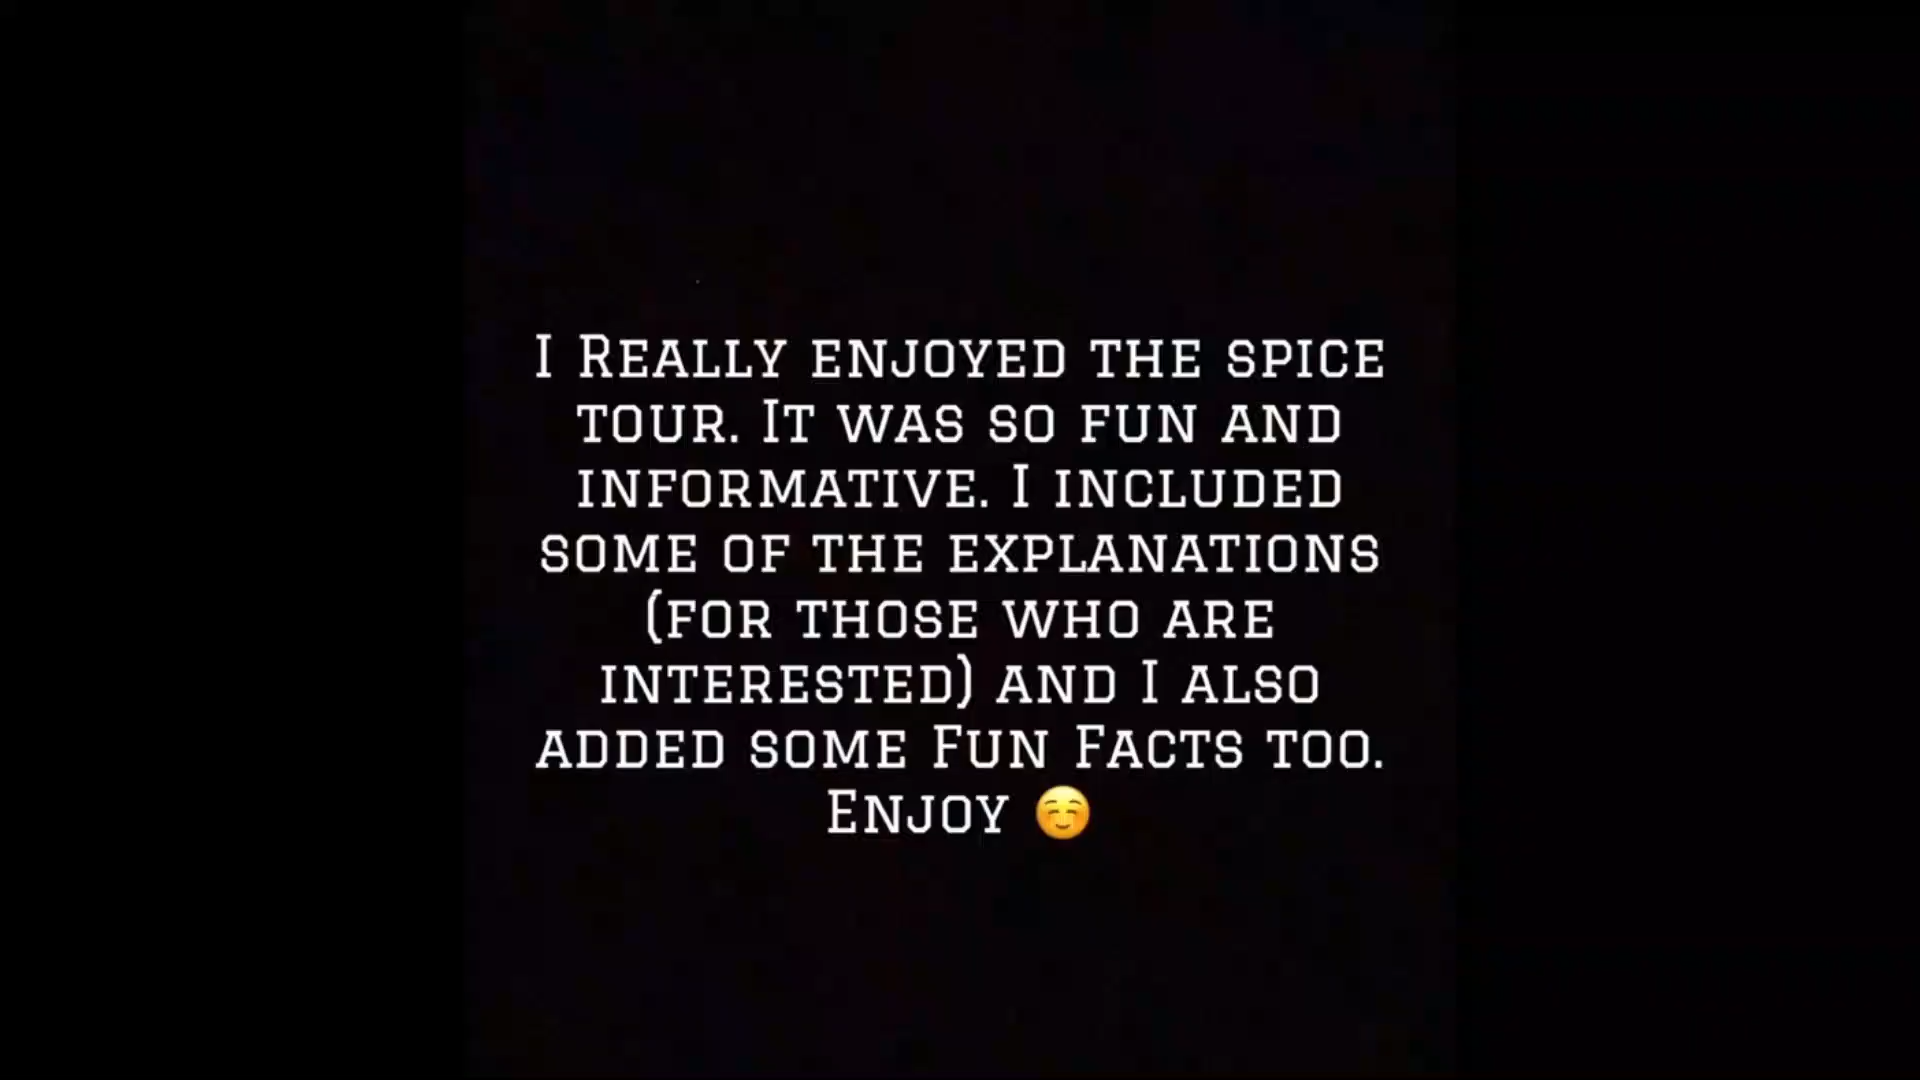 I Really enjoyed the spice
tour. It was so fun and
informative. I included
some of the explanations
(for those who are
interested) and I also
added some Fun Facts too.
Enjoy ☺️